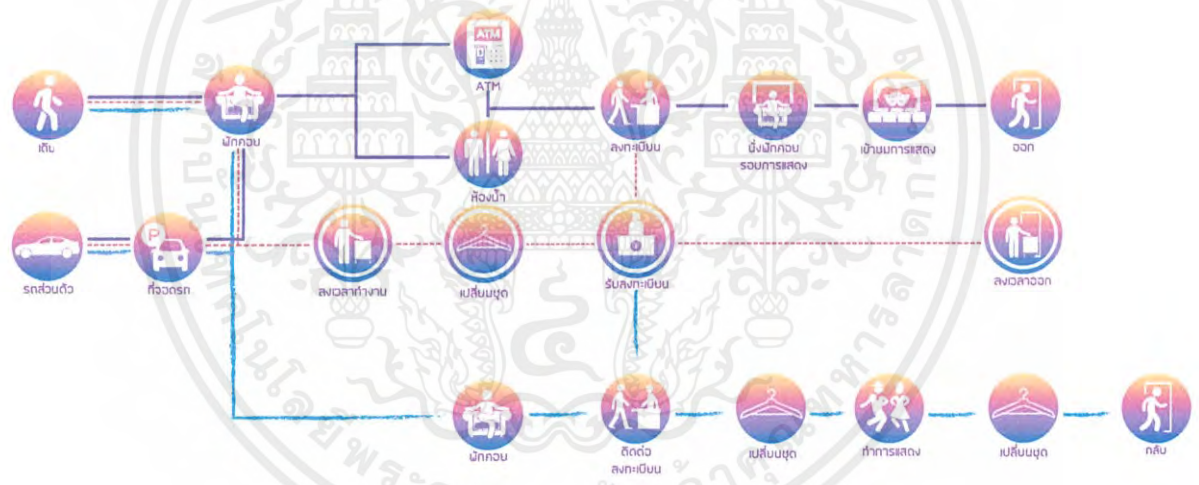 ATM
ATM
เดิน
พักคอย
ห้องน้ำ
ลงทะเบียน
นั่งพักคอย
รอบการแสดง
เข้าชมการแสดง
ออก
P
รถส่วนตัว
ที่จอดรถ
ลงเวลาทำงาน
เปลี่ยนชุด
รับลงทะเบียน
ลงเวลาออก
พักคอย
ติดต่อ
ลงทะเบียน
เปลี่ยนชุด
ทำการแสดง
เปลี่ยนชุด
กลับ